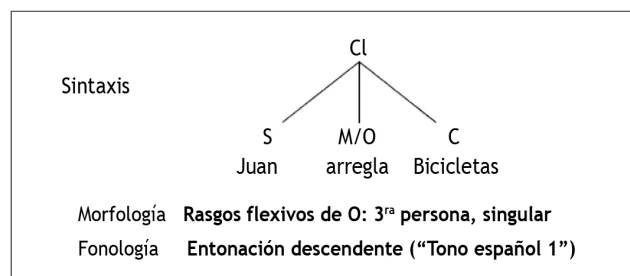 Cl
Sintaxis
S M/O C
Juan arregla Bicicletas
Morfología Rasgos flexivos de O: 3ra persona, singular
Fonología Entonación descendente (“Tono español 1”)